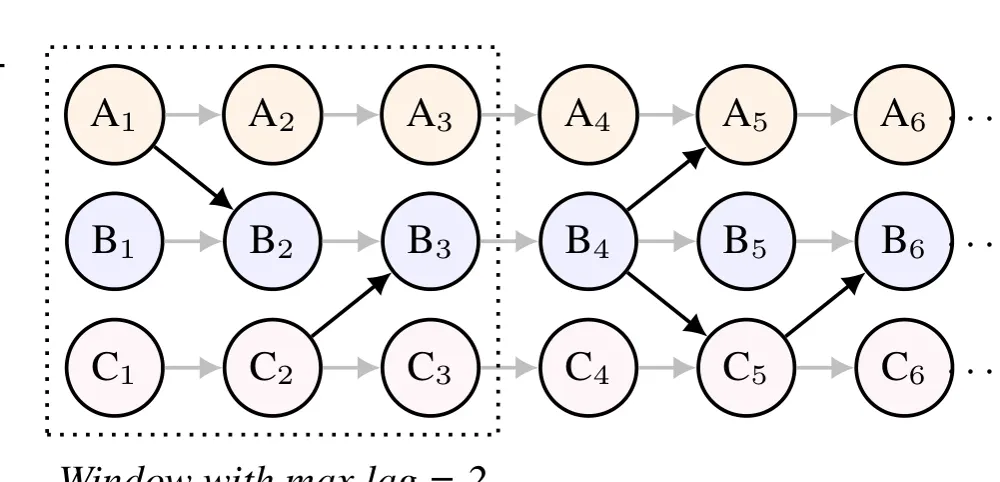 A₁ A₂ A₃ A₄ A₅ A₆ . . .
B₁ B₂ B₃ B₄ B₅ B₆ . . .
C₁ C₂ C₃ C₄ C₅ C₆ . . .
Window with max lag = 2